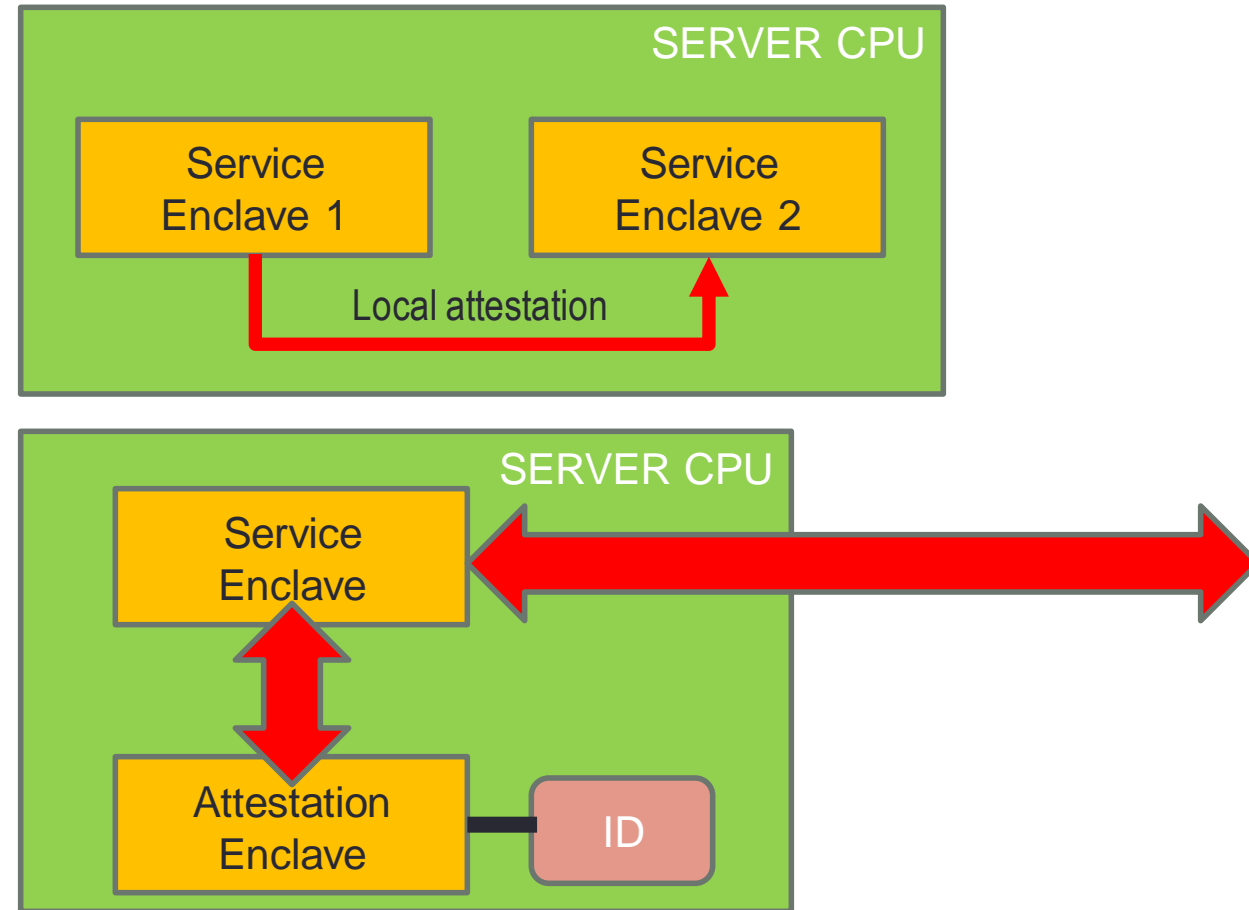 SERVER CPU
Service
Enclave 1
Service
Enclave 2
Local attestation
SERVER CPU
Service
Enclave
Attestation
Enclave
ID